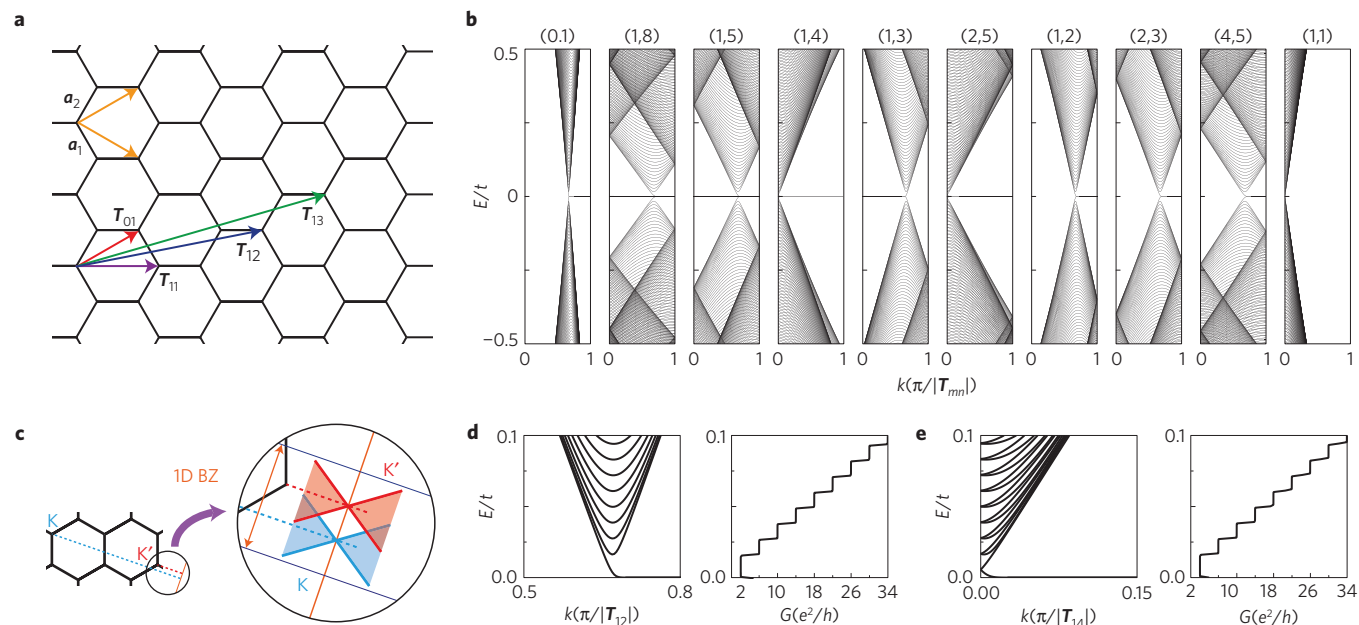 a
a₂
a₁
T₀₁
T₁₃
T₁₂
T₁₁
b
(0.1) (1,8) (1,5) (1,4) (1,3) (2,5) (1,2) (2,3) (4,5) (1,1)
0.5
0
−0.5
E/t
0 1 0 1 0 1 0 1 0 1 0 1 0 1 0 1 0 1 0 1
k(π/|Tₘₙ|)
c
1D BZ
K
K′
K′
K
d
0.1
0.0
E/t
0.5 0.8
k(π/|T₁₂|)
0.1
0.0
2 10 18 26 34
G(e²/h)
e
0.1
0.0
E/t
0.00 0.15
k(π/|T₁₄|)
0.1
0.0
2 10 18 26 34
G(e²/h)